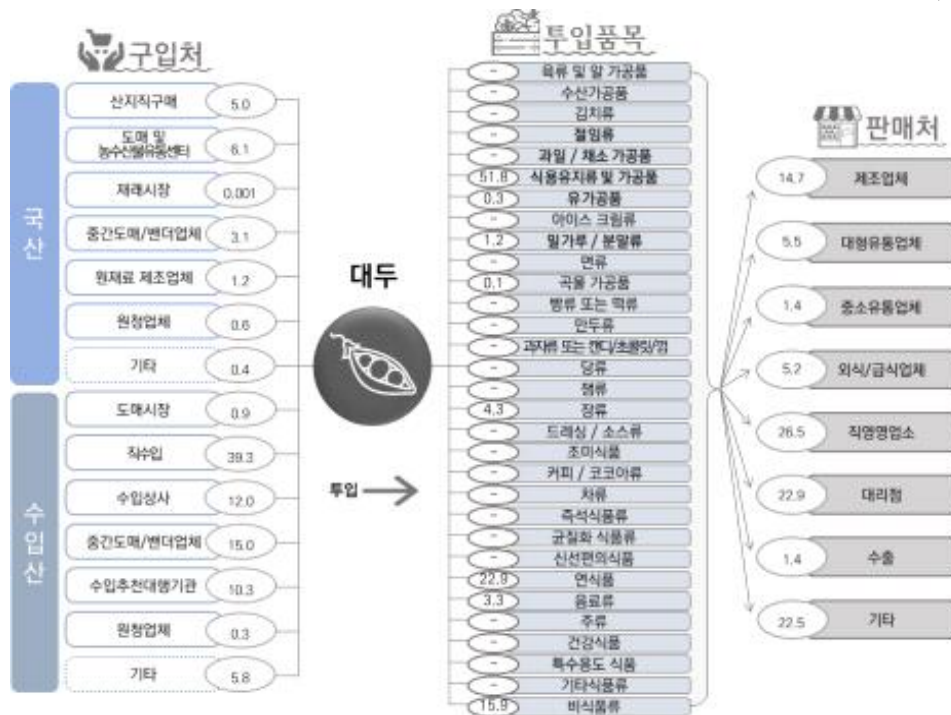 구입처
국산
산지직구매 5.0
도매 및
농수산물유통센터 6.1
재래시장 0.001
중간도매/밴더업체 3.1
원재료 제조업체 1.2
원청업체 0.6
기타 0.4
수입산
도매시장 0.9
직수입 39.3
수입상사 12.0
중간도매/밴더업체 15.0
수입추천대행기관 10.3
원청업체 0.3
기타 5.8
대두
투입
투입품목
- 육류 및 알 가공품
- 수산가공품
- 김치류
- 절임류
- 과일 / 채소 가공품
51.8 식용유지류 및 가공품
0.3 유가공품
- 아이스 크림류
1.2 밀가루 / 분말류
- 면류
0.1 곡물 가공품
- 빵류 또는 떡류
- 만두류
- 과자류 또는 캔디/초콜릿/껌
- 당류
- 잼류
4.3 장류
- 드레싱 / 소스류
- 조미식품
- 커피 / 코코아류
- 차류
- 즉석식품류
- 균질화 식품류
- 신선편의식품
22.9 연식품
3.3 음료류
- 주류
- 건강식품
- 특수용도 식품
- 기타식품류
15.9 비식품류
판매처
14.7 제조업체
5.5 대형유통업체
1.4 중소유통업체
5.2 외식/급식업체
26.5 직영영업소
22.9 대리점
1.4 수출
22.5 기타